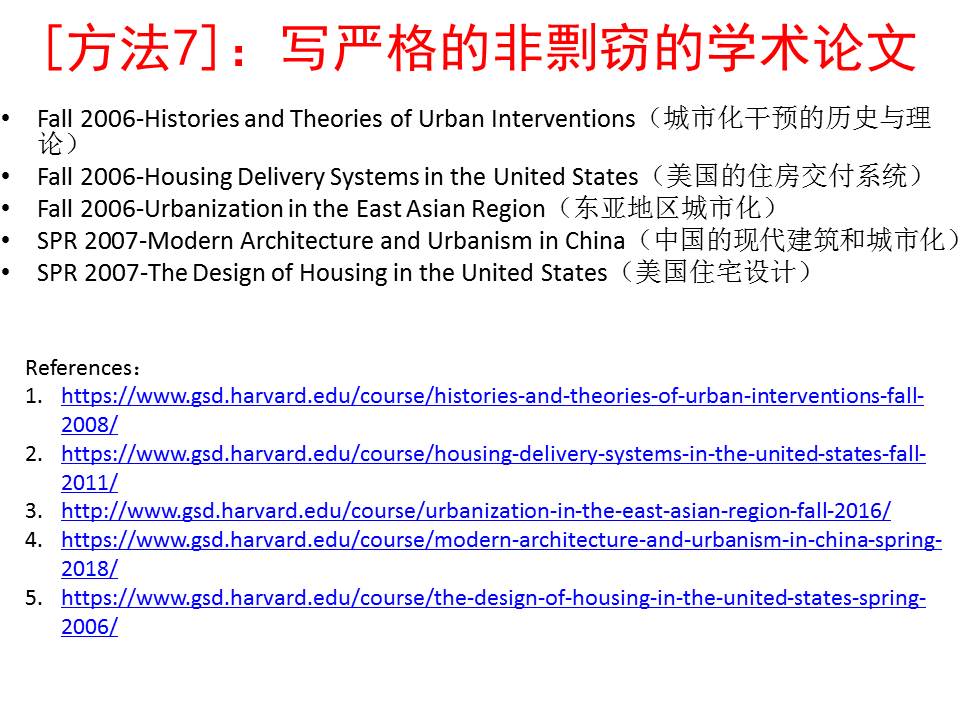 [方法7]：写严格的非剽窃的学术论文
• Fall 2006-Histories and Theories of Urban Interventions（城市化干预的历史与理
论）
• Fall 2006-Housing Delivery Systems in the United States（美国的住房交付系统）
• Fall 2006-Urbanization in the East Asian Region（东亚地区城市化）
• SPR 2007-Modern Architecture and Urbanism in China（中国的现代建筑和城市化）
• SPR 2007-The Design of Housing in the United States（美国住宅设计）
References：
1. https://www.gsd.harvard.edu/course/histories-and-theories-of-urban-interventions-fall-
2008/
2. https://www.gsd.harvard.edu/course/housing-delivery-systems-in-the-united-states-fall-
2011/
3. http://www.gsd.harvard.edu/course/urbanization-in-the-east-asian-region-fall-2016/
4. https://www.gsd.harvard.edu/course/modern-architecture-and-urbanism-in-china-spring-
2018/
5. https://www.gsd.harvard.edu/course/the-design-of-housing-in-the-united-states-spring-
2006/